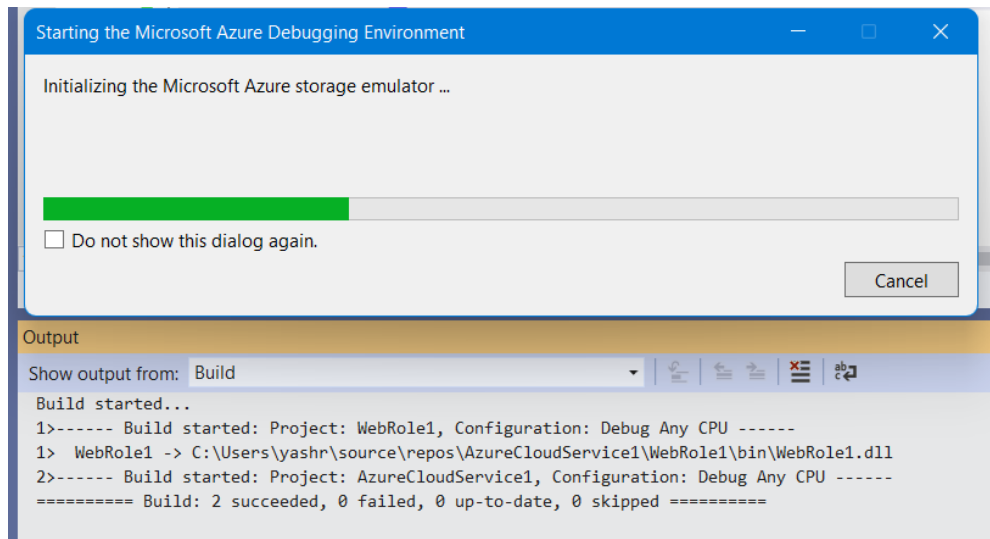 Starting the Microsoft Azure Debugging Environment
Initializing the Microsoft Azure storage emulator ...
Do not show this dialog again.
Cancel
Output
Show output from: Build
Build started...
1>------ Build started: Project: WebRole1, Configuration: Debug Any CPU ------
1>  WebRole1 -> C:\Users\yashr\source\repos\AzureCloudService1\WebRole1\bin\WebRole1.dll
2>------ Build started: Project: AzureCloudService1, Configuration: Debug Any CPU ------
========== Build: 2 succeeded, 0 failed, 0 up-to-date, 0 skipped ==========